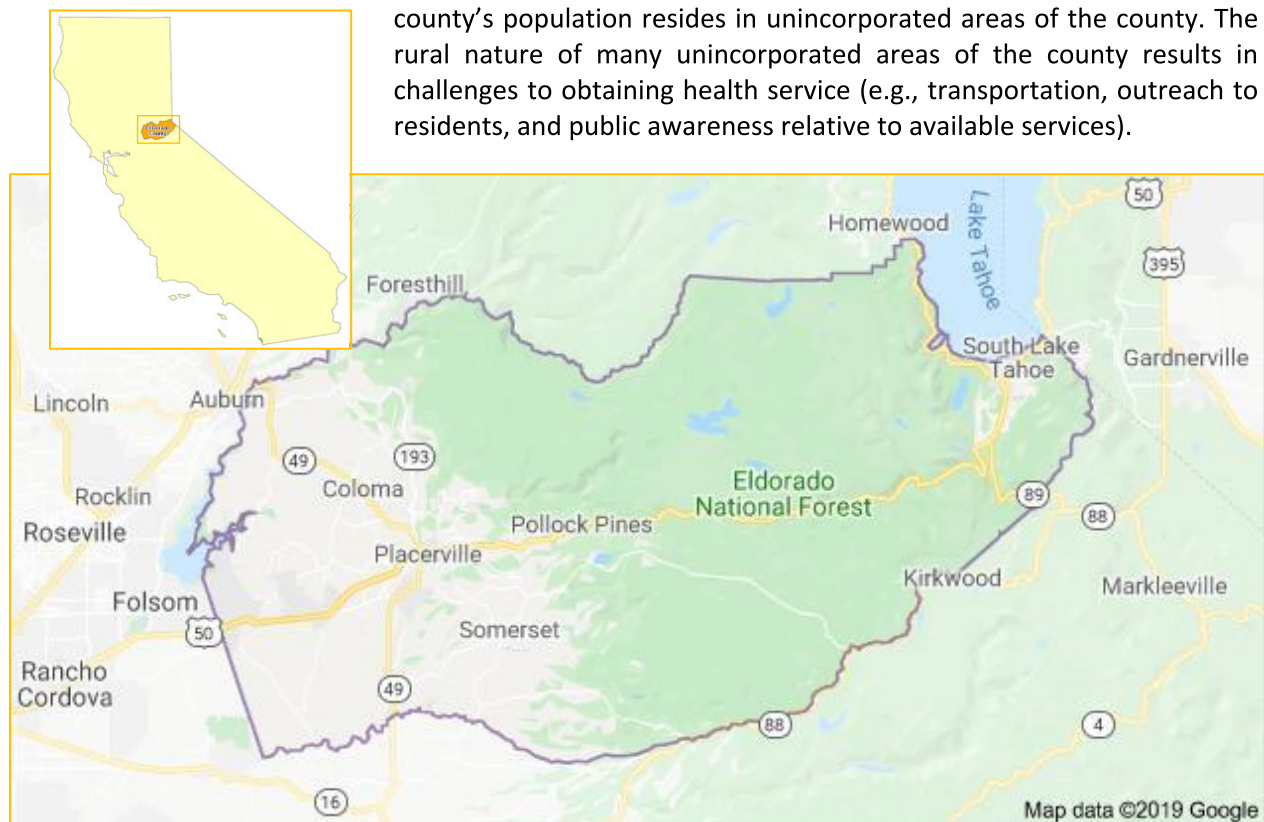 county’s population resides in unincorporated areas of the county. The
rural nature of many unincorporated areas of the county results in
challenges to obtaining health service (e.g., transportation, outreach to
residents, and public awareness relative to available services).
El Dorado
County
50
Homewood
Lake Tahoe
395
Foresthill
South Lake
Tahoe
Gardnerville
Lincoln
Auburn
49
193
Rocklin
Coloma
Eldorado
National Forest
89
Roseville
Pollock Pines
88
Placerville
Kirkwood
Markleeville
Folsom
50
Somerset
Rancho
Cordova
49
88
4
16
Map data ©2019 Google